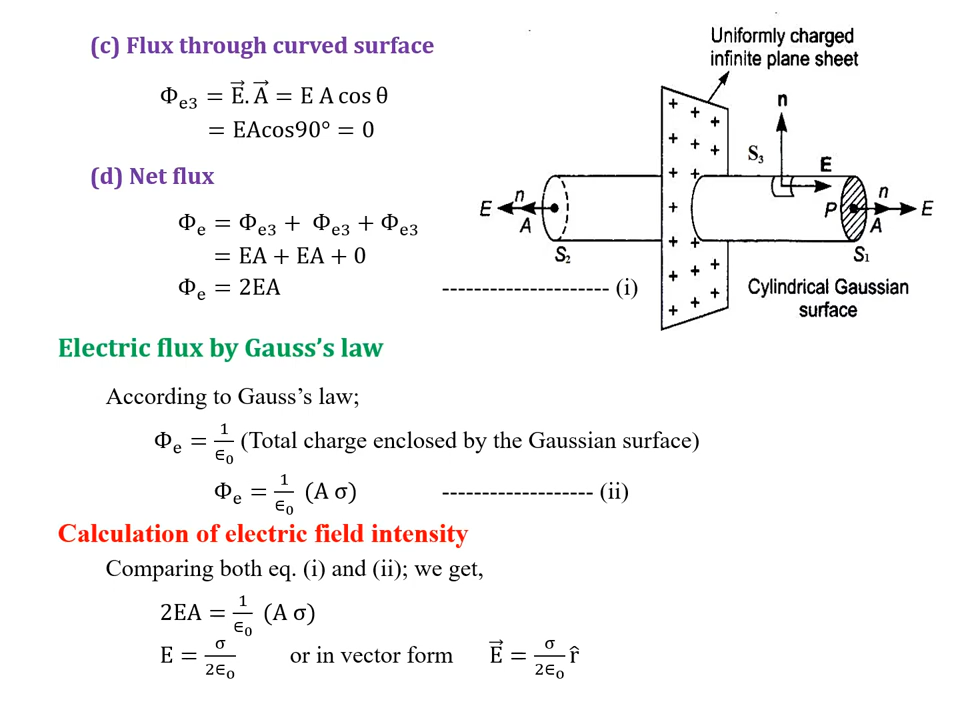 (c) Flux through curved surface
Φe3 = E⃗. A⃗ = E A cos θ
= EAcos90° = 0
(d) Net flux
Φe = Φe3 + Φe3 + Φe3
= EA + EA + 0
Φe = 2EA --------------------- (i)
Uniformly charged
infinite plane sheet
n
S3
E
E n
A
S2
P
n
E
A
S1
Cylindrical Gaussian
surface
Electric flux by Gauss’s law
According to Gauss’s law;
Φe = 1/∈0 (Total charge enclosed by the Gaussian surface)
Φe = 1/∈0 (A σ) ------------------- (ii)
Calculation of electric field intensity
Comparing both eq. (i) and (ii); we get,
2EA = 1/∈0 (A σ)
E = σ/2∈0 or in vector form E⃗ = σ/2∈0 r̂